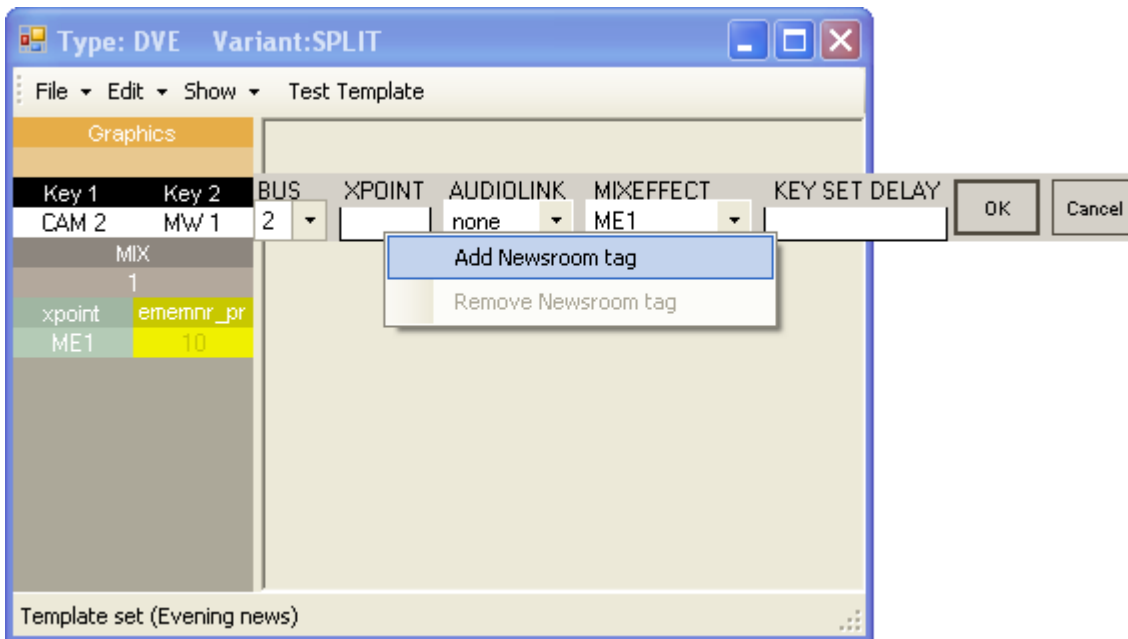 Type: DVE Variant:SPLIT
File Edit Show Test Template
Graphics
Key 1 Key 2 BUS XPOINT AUDIOLINK MIXEFFECT KEY SET DELAY OK Cancel
CAM 2 MW 1 2 none ME1
MIX
Add Newsroom tag
1
Remove Newsroom tag
xpoint ememnr_pr
ME1 10
Template set (Evening news)